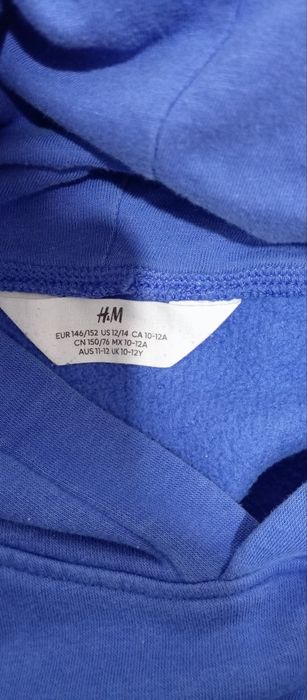 H&M
EUR 146/152 US 12/14 CA 10-12A
CN 150/76 MX 10-12A
AUS 11-12 UK 10-12Y